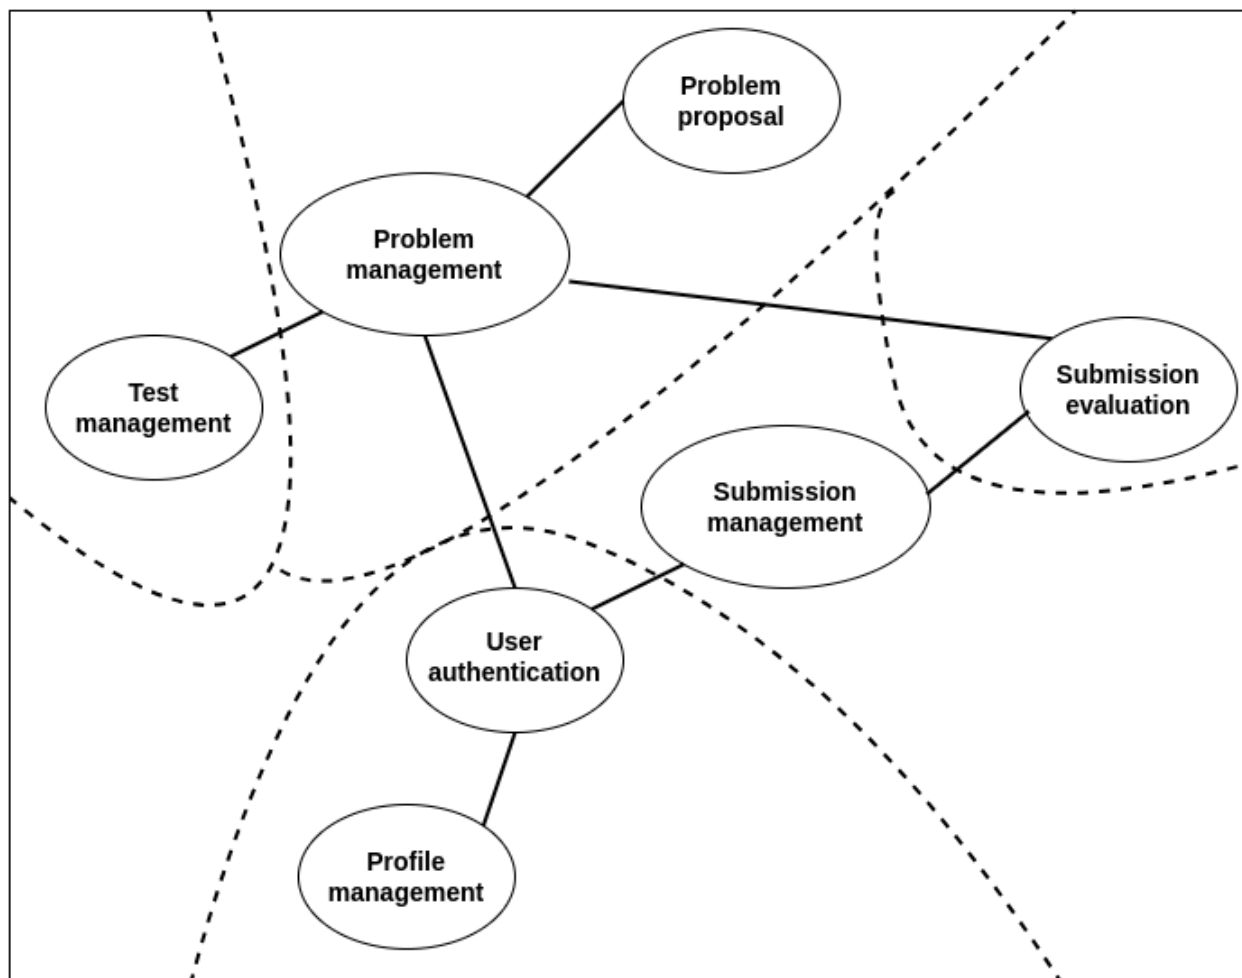 Problem
proposal
Problem
management
Test
management
Submission
evaluation
Submission
management
User
authentication
Profile
management